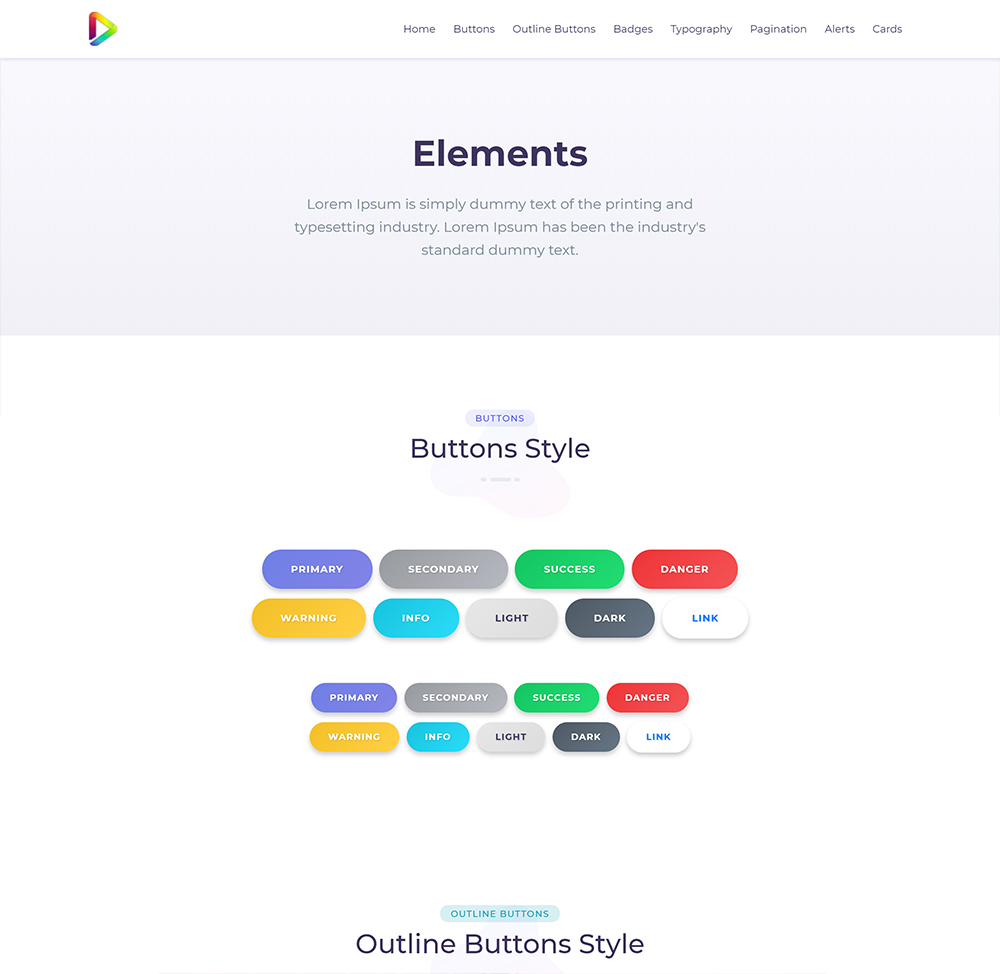 Home Buttons Outline Buttons Badges Typography Pagination Alerts Cards
Elements
Lorem Ipsum is simply dummy text of the printing and
typesetting industry. Lorem Ipsum has been the industry's
standard dummy text.
BUTTONS
Buttons Style
PRIMARY SECONDARY SUCCESS DANGER
WARNING INFO LIGHT DARK LINK
PRIMARY SECONDARY SUCCESS DANGER
WARNING INFO LIGHT DARK LINK
OUTLINE BUTTONS
Outline Buttons Style